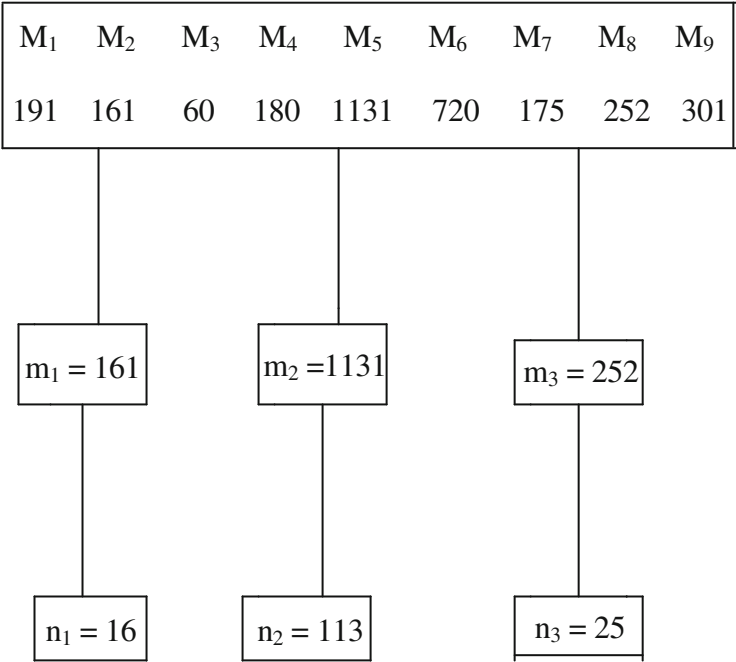 M₁ M₂ M₃ M₄ M₅ M₆ M₇ M₈ M₉
191 161 60 180 1131 720 175 252 301
m₁ = 161 m₂ =1131 m₃ = 252
n₁ = 16 n₂ = 113 n₃ = 25